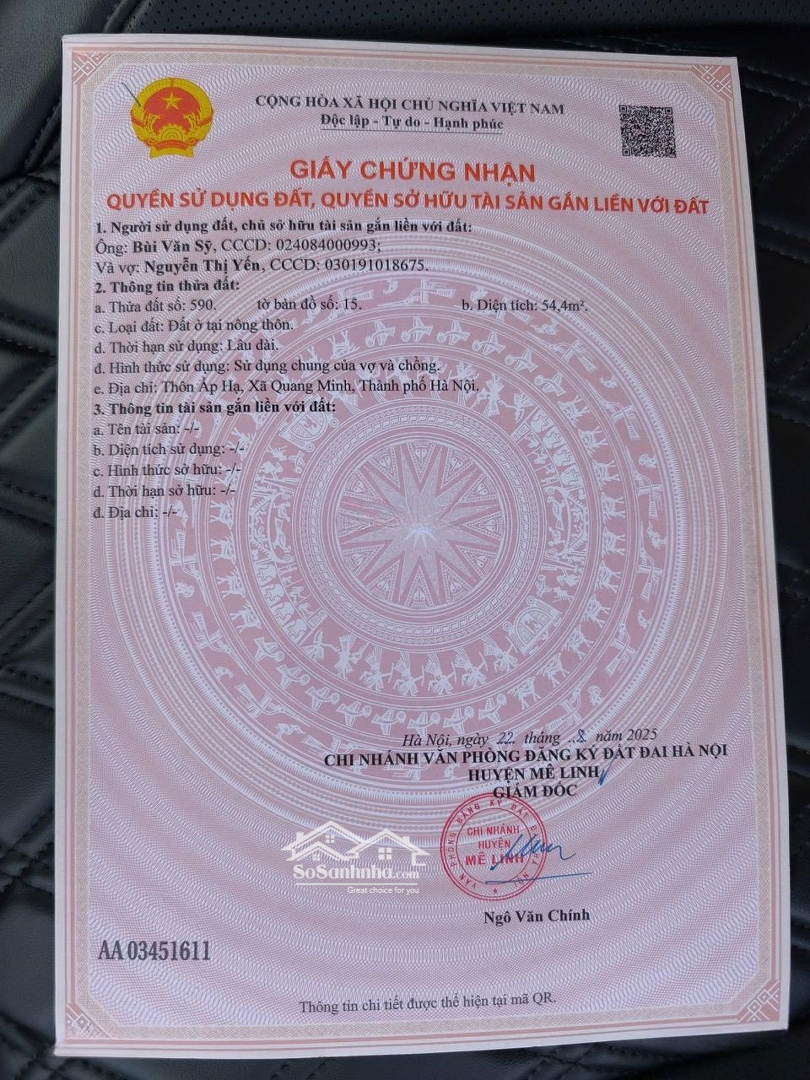 CỘNG HÒA XÃ HỘI CHỦ NGHĨA VIỆT NAM
Độc lập - Tự do - Hạnh phúc
GIẤY CHỨNG NHẬN
QUYỀN SỬ DỤNG ĐẤT, QUYỀN SỞ HỮU TÀI SẢN GẮN LIỀN VỚI ĐẤT
1. Người sử dụng đất, chủ sở hữu tài sản gắn liền với đất:
Ông: Bùi Văn Sỹ, CCCD: 024084000993;
Và vợ: Nguyễn Thị Yến, CCCD: 030191018675.
2. Thông tin thửa đất:
a. Thửa đất số: 590. tờ bản đồ số: 15. b. Diện tích: 54,4m².
c. Loại đất: Đất ở tại nông thôn.
d. Thời hạn sử dụng: Lâu dài.
đ. Hình thức sử dụng: Sử dụng chung của vợ và chồng.
e. Địa chỉ: Thôn Ấp Hạ, Xã Quang Minh, Thành phố Hà Nội.
3. Thông tin tài sản gắn liền với đất:
a. Tên tài sản: -/-
b. Diện tích sử dụng: -/-
c. Hình thức sở hữu: -/-
d. Thời hạn sở hữu: -/-
đ. Địa chỉ: -/-
Hà Nội, ngày 22 tháng 8 năm 2025
CHI NHÁNH VĂN PHÒNG ĐĂNG KÝ ĐẤT ĐAI HÀ NỘI
HUYỆN MÊ LINH
GIÁM ĐỐC
VĂN PHÒNG ĐĂNG KÝ ĐẤT ĐAI HÀ NỘI
CHI NHÁNH
HUYỆN
MÊ LINH
SoSanhnha.com
Great choice for you
Ngô Văn Chính
AA 03451611
Thông tin chi tiết được thể hiện tại mã QR.